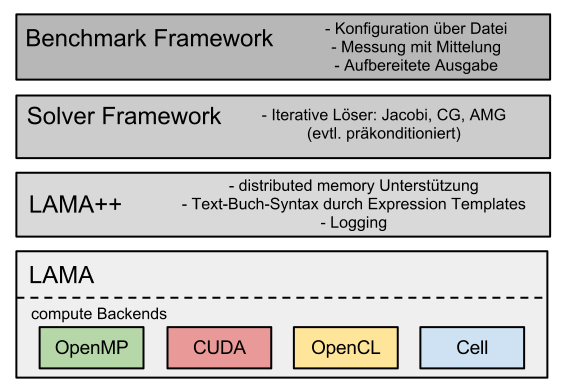 Benchmark Framework
- Konfiguration über Datei
- Messung mit Mittelung
- Aufbereitete Ausgabe
Solver Framework
- Iterative Löser: Jacobi, CG, AMG
(evtl. präkonditioniert)
LAMA++
- distributed memory Unterstützung
- Text-Buch-Syntax durch Expression Templates
- Logging
LAMA
compute Backends
OpenMP
CUDA
OpenCL
Cell